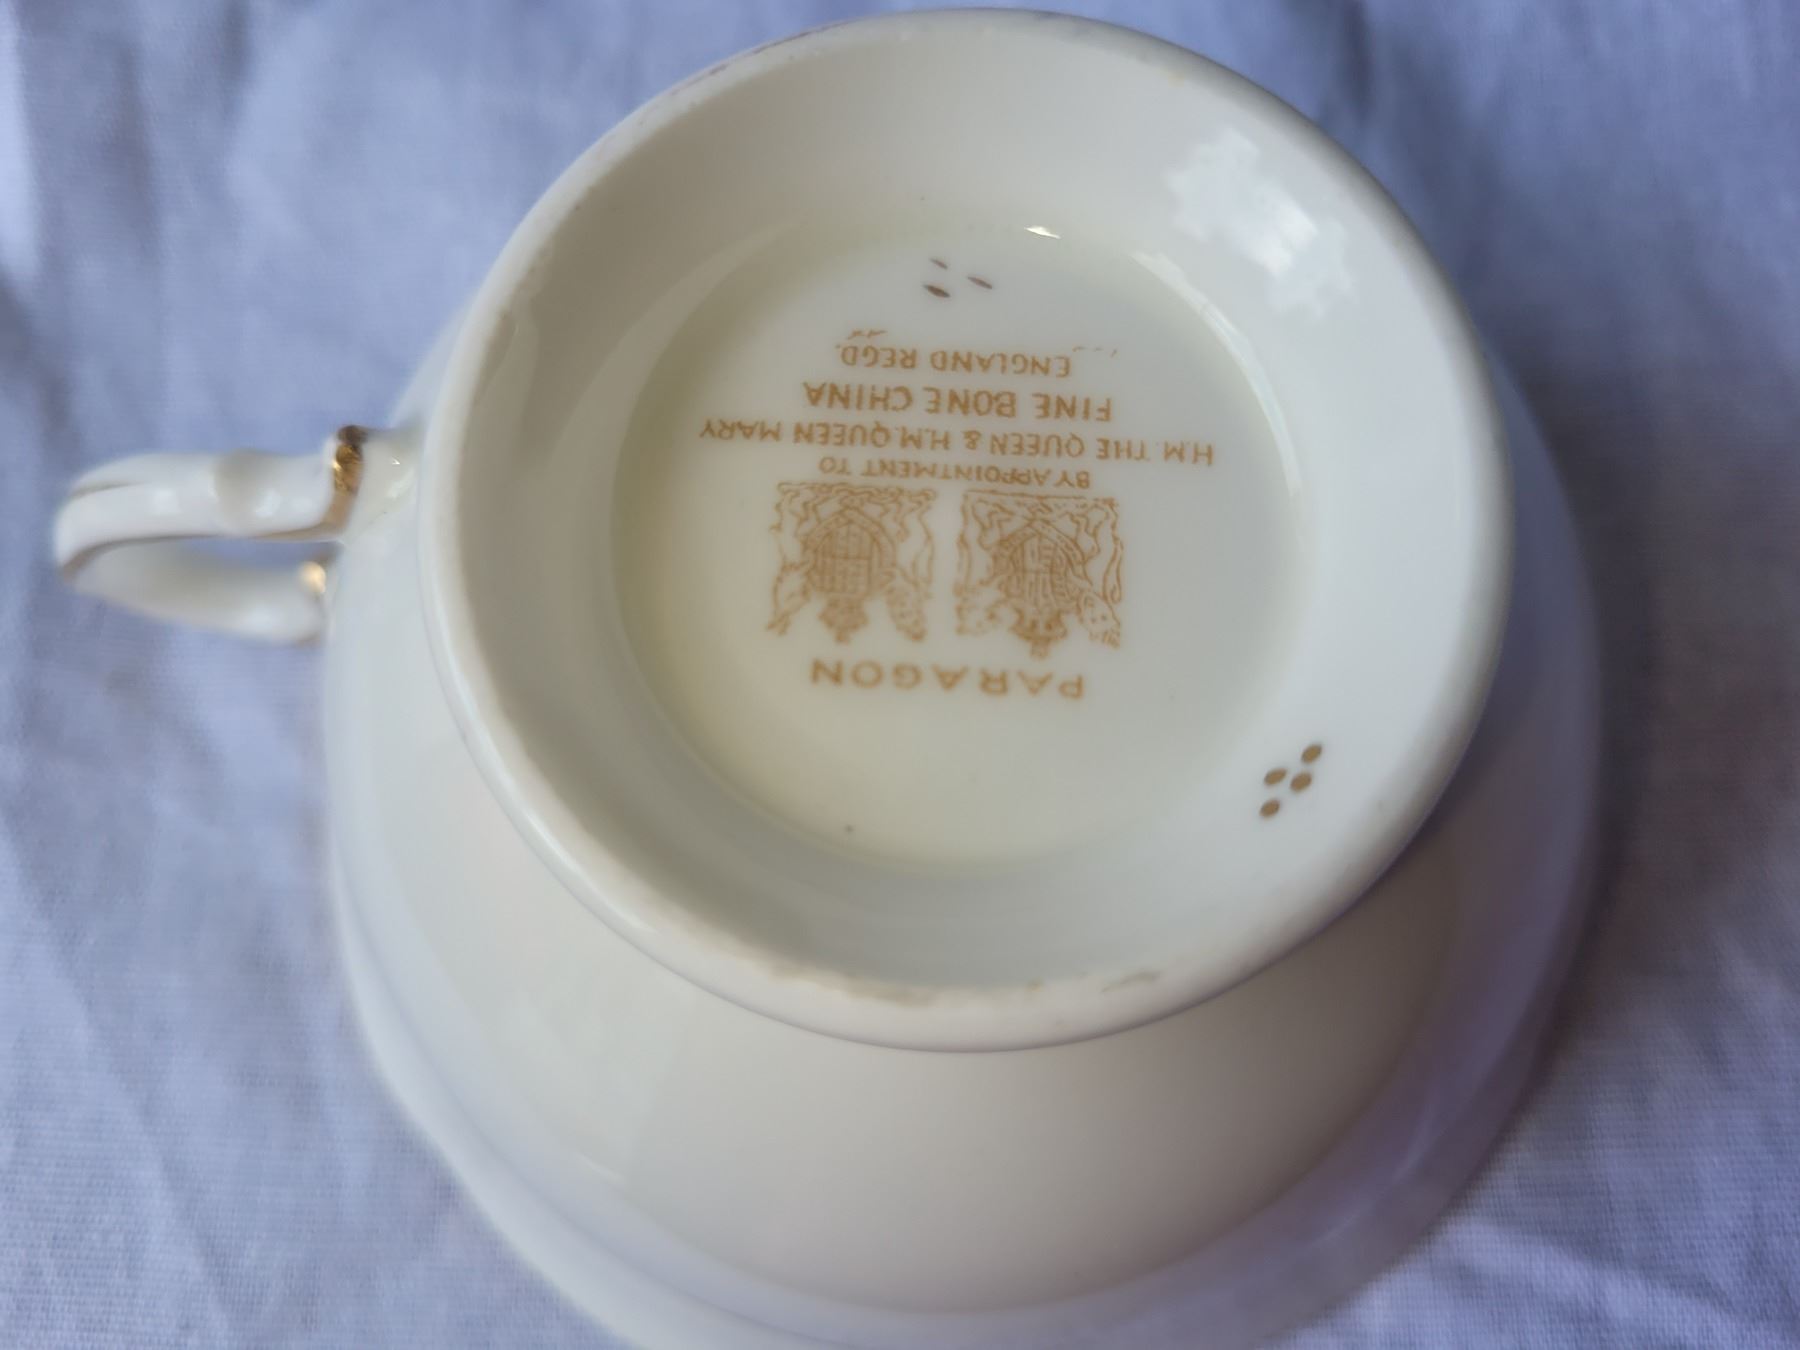 PARAGON
BY APPOINTMENT TO
H.M. THE QUEEN & H.M. QUEEN MARY
FINE BONE CHINA
ENGLAND REGD.